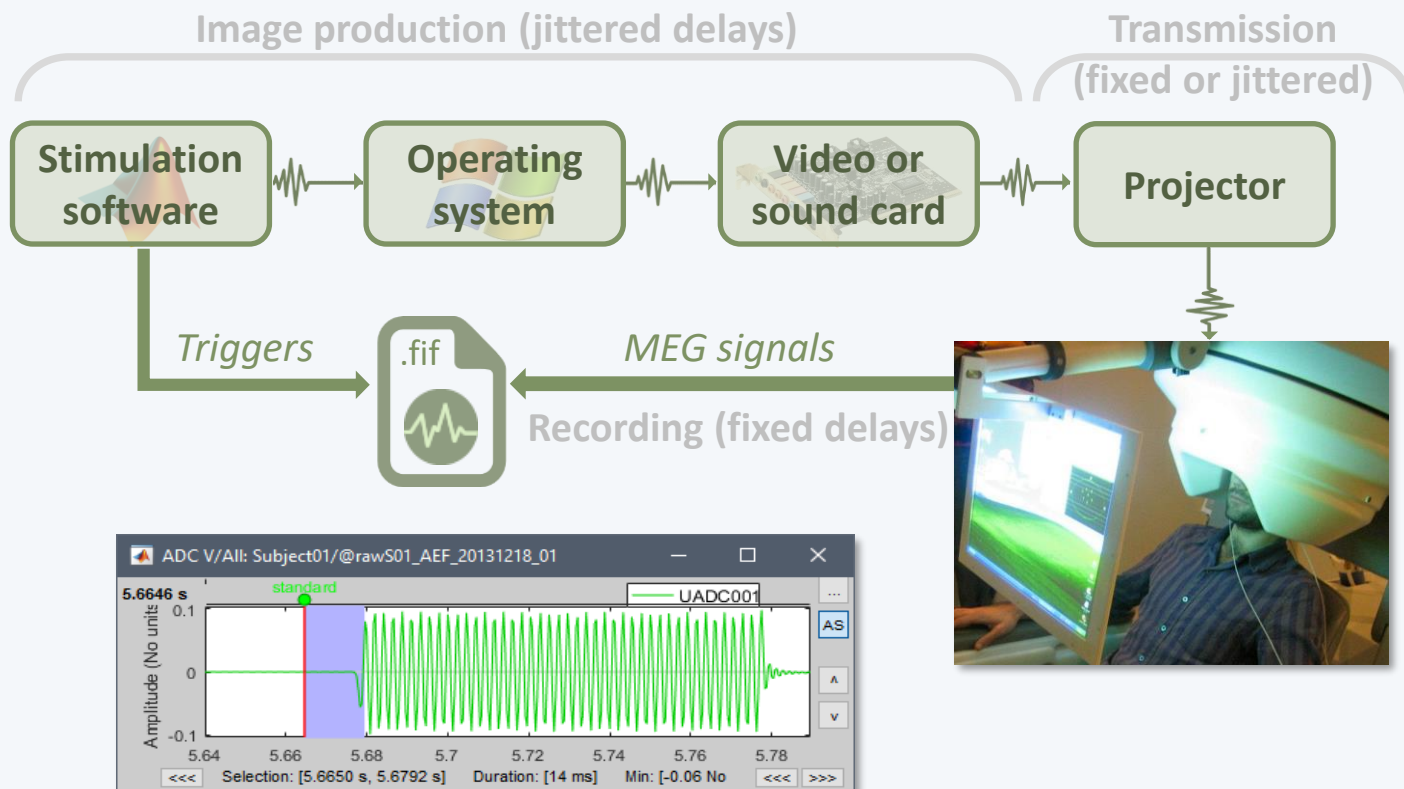 Image production (jittered delays)
Transmission
(fixed or jittered)
Stimulation
software
Operating
system
Video or
sound card
Projector
Triggers
.fif
MEG signals
Recording (fixed delays)
ADC V/All: Subject01/@rawS01_AEF_20131218_01
5.6646 s
standard
UADC001
...
AS
Amplitude (No units
0.1
0
-0.1
^
v
5.64 5.66 5.68 5.7 5.72 5.74 5.76 5.78
<<< Selection: [5.6650 s, 5.6792 s] Duration: [14 ms] Min: [-0.06 No <<< >>>